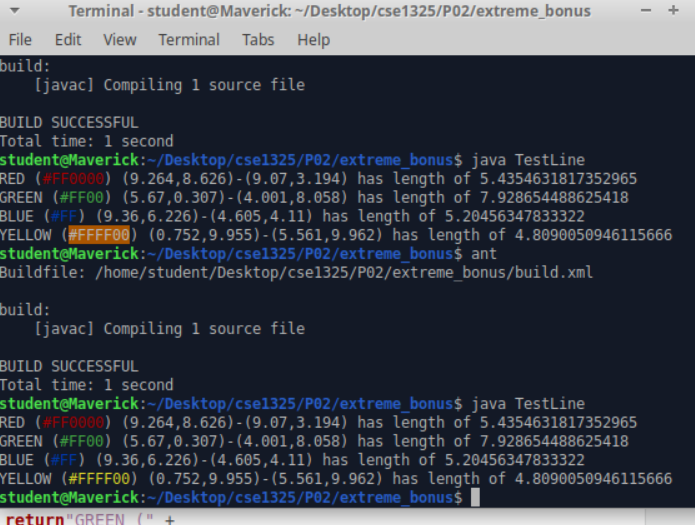 Terminal - student@Maverick: ~/Desktop/cse1325/P02/extreme_bonus
File Edit View Terminal Tabs Help
build:
[javac] Compiling 1 source file
BUILD SUCCESSFUL
Total time: 1 second
student@Maverick:~/Desktop/cse1325/P02/extreme_bonus$ java TestLine
RED (#FF0000) (9.264,8.626)-(9.07,3.194) has length of 5.4354631817352965
GREEN (#FF00) (5.67,0.307)-(4.001,8.058) has length of 7.928654488625418
BLUE (#FF) (9.36,6.226)-(4.605,4.11) has length of 5.20456347833322
YELLOW (#FFFF00) (0.752,9.955)-(5.561,9.962) has length of 4.8090050946115666
student@Maverick:~/Desktop/cse1325/P02/extreme_bonus$ ant
Buildfile: /home/student/Desktop/cse1325/P02/extreme_bonus/build.xml
build:
[javac] Compiling 1 source file
BUILD SUCCESSFUL
Total time: 1 second
student@Maverick:~/Desktop/cse1325/P02/extreme_bonus$ java TestLine
RED (#FF0000) (9.264,8.626)-(9.07,3.194) has length of 5.4354631817352965
GREEN (#FF00) (5.67,0.307)-(4.001,8.058) has length of 7.928654488625418
BLUE (#FF) (9.36,6.226)-(4.605,4.11) has length of 5.20456347833322
YELLOW (#FFFF00) (0.752,9.955)-(5.561,9.962) has length of 4.8090050946115666
student@Maverick:~/Desktop/cse1325/P02/extreme_bonus$
return"GREEN (" +